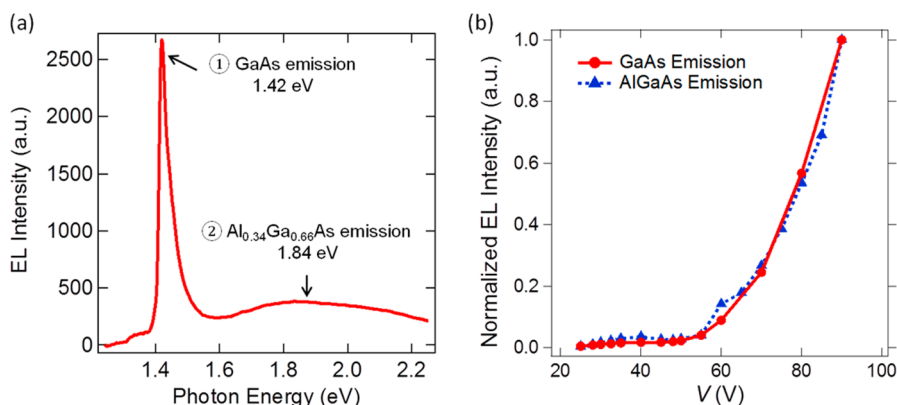 (a)
2500
2000
1500
1000
500
0
EL Intensity (a.u.)
① GaAs emission
1.42 eV
② Al₀.₃₄Ga₀.₆₆As emission
1.84 eV
1.4
1.6
1.8
2.0
2.2
Photon Energy (eV)
(b)
1.0
0.8
0.6
0.4
0.2
0.0
Normalized EL Intensity (a.u.)
GaAs Emission
AlGaAs Emission
20
40
60
80
100
V (V)